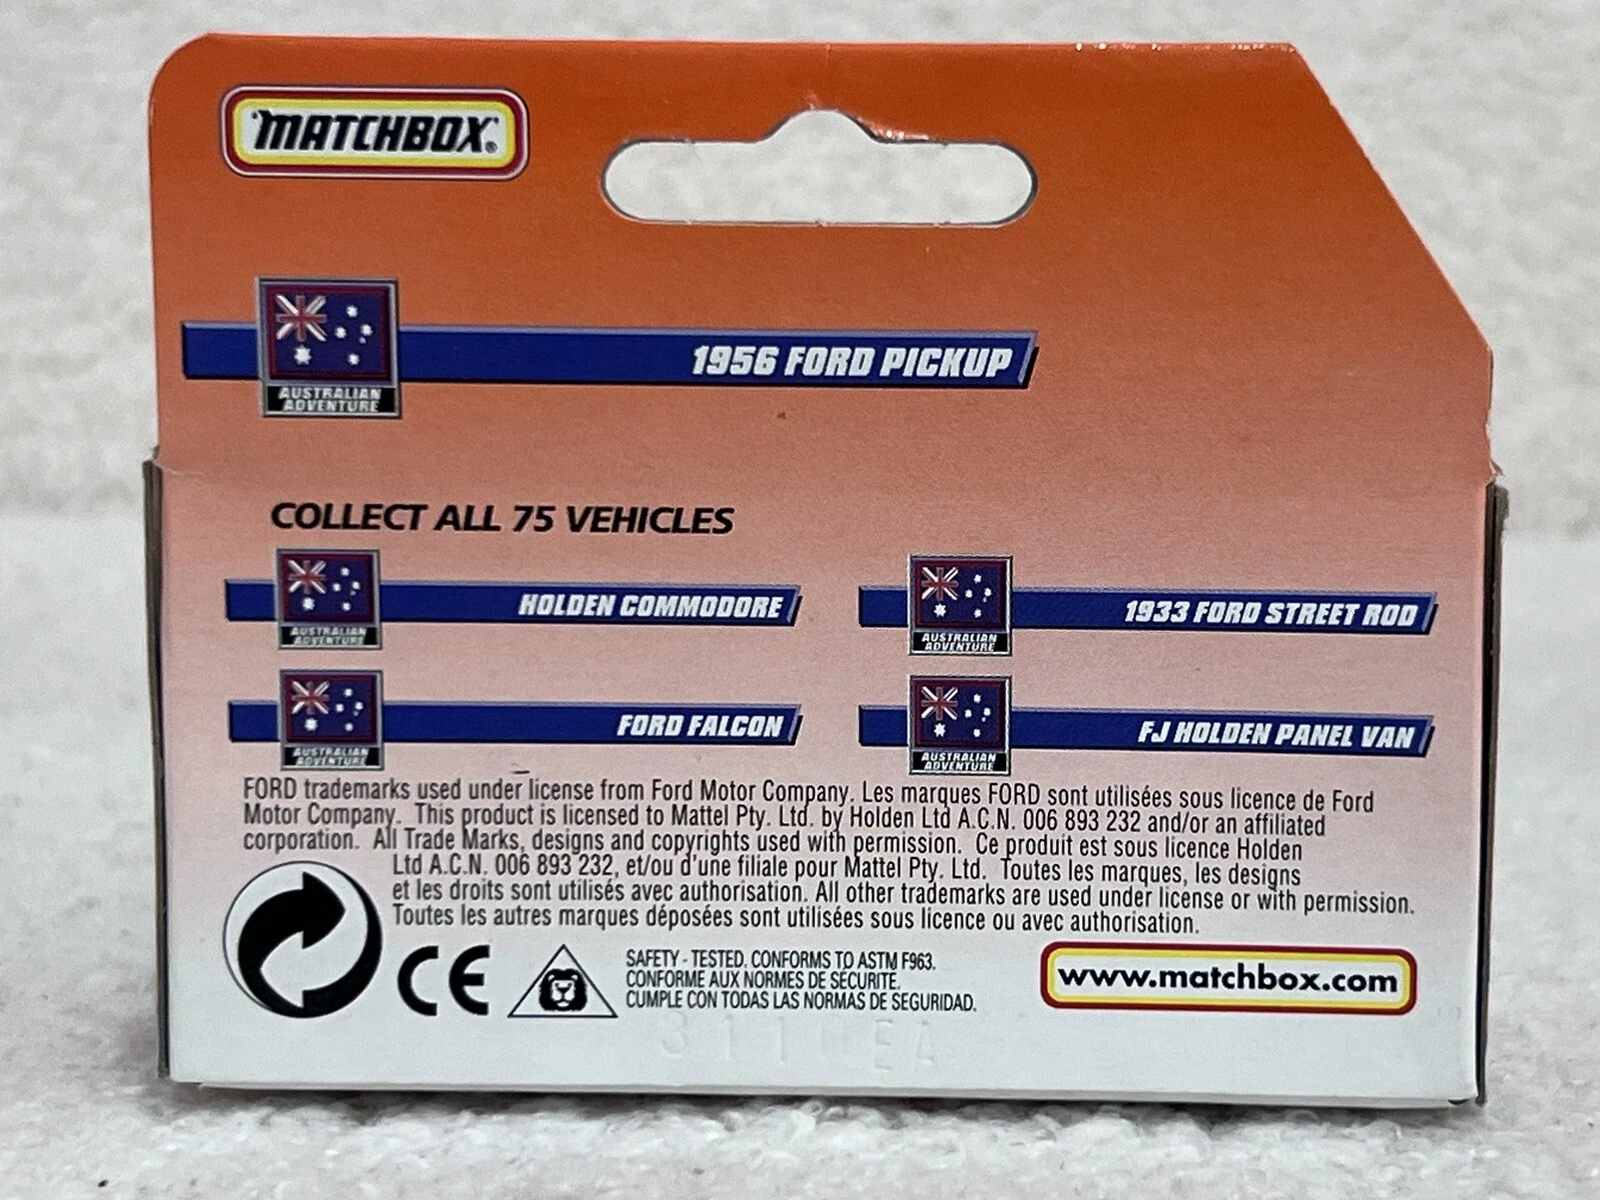 MATCHBOX®
1956 FORD PICKUP
AUSTRALIAN
ADVENTURE
COLLECT ALL 75 VEHICLES
HOLDEN COMMODORE
AUSTRALIAN
ADVENTURE
1933 FORD STREET ROD
AUSTRALIAN
ADVENTURE
FORD FALCON
AUSTRALIAN
ADVENTURE
FJ HOLDEN PANEL VAN
AUSTRALIAN
ADVENTURE
FORD trademarks used under license from Ford Motor Company. Les marques FORD sont utilisées sous licence de Ford
Motor Company. This product is licensed to Mattel Pty. Ltd. by Holden Ltd A.C.N. 006 893 232 and/or an affiliated
corporation. All Trade Marks, designs and copyrights used with permission. Ce produit est sous licence Holden
Ltd A.C.N. 006 893 232, et/ou d'une filiale pour Mattel Pty. Ltd. Toutes les marques, les designs
et les droits sont utilisés avec authorisation. All other trademarks are used under license or with permission.
Toutes les autres marques déposées sont utilisées sous licence ou avec authorisation.
CE
SAFETY - TESTED. CONFORMS TO ASTM F963.
CONFORME AUX NORMES DE SÉCURITÉ.
CUMPLE CON TODAS LAS NORMAS DE SEGURIDAD.
www.matchbox.com